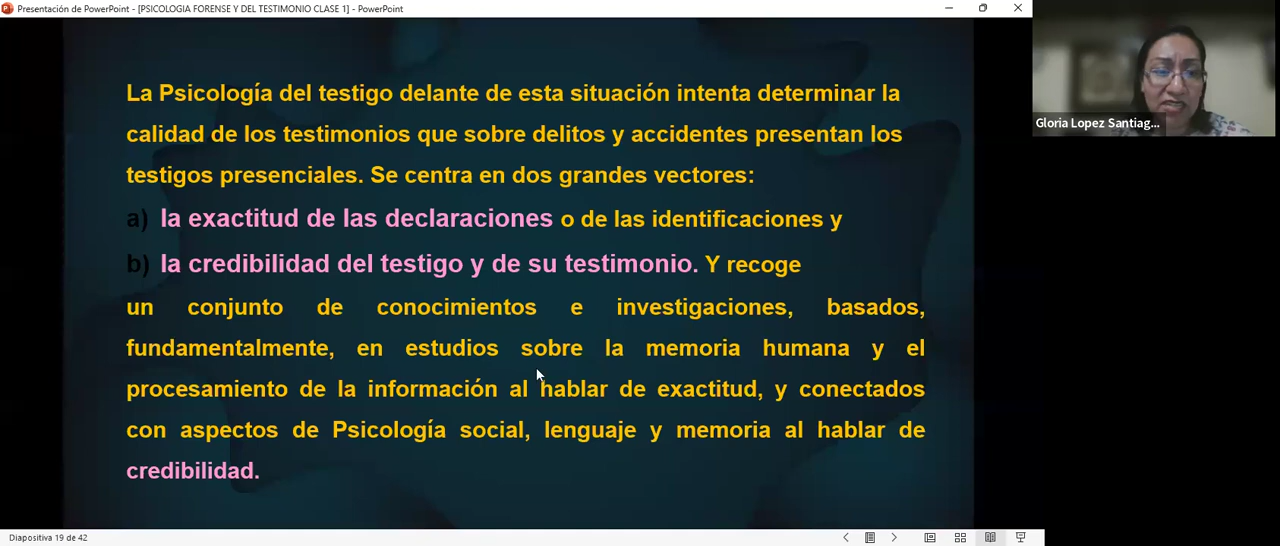 Presentación de PowerPoint - [PSICOLOGIA FORENSE Y DEL TESTIMONIO CLASE 1] - PowerPoint
Gloria Lopez Santiag...
La Psicología del testigo delante de esta situación intenta determinar la
calidad de los testimonios que sobre delitos y accidentes presentan los
testigos presenciales. Se centra en dos grandes vectores:
a) la exactitud de las declaraciones o de las identificaciones y
b) la credibilidad del testigo y de su testimonio. Y recoge
un conjunto de conocimientos e investigaciones, basados,
fundamentalmente, en estudios sobre la memoria humana y el
procesamiento de la información al hablar de exactitud, y conectados
con aspectos de Psicología social, lenguaje y memoria al hablar de
credibilidad.
Diapositiva 19 de 42